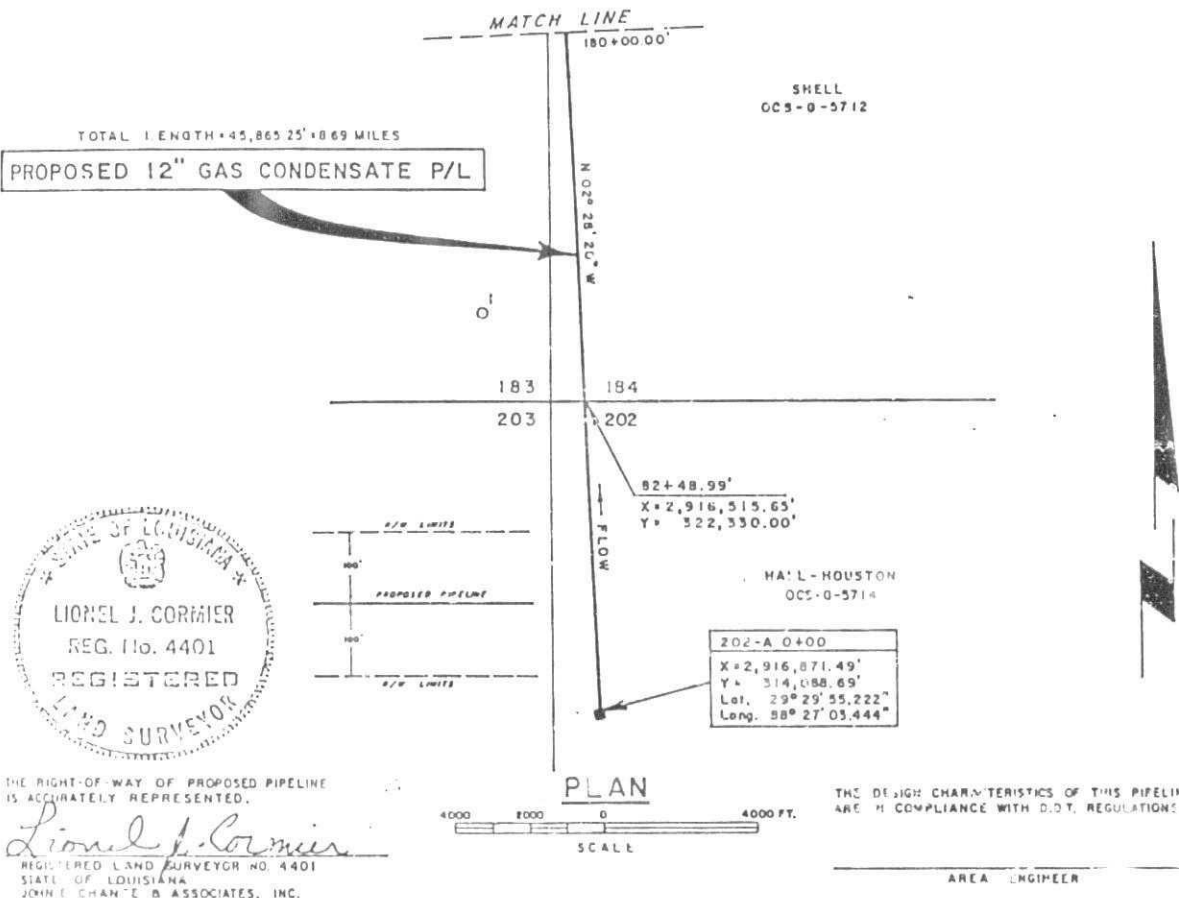 MATCH LINE
180+00.00'
SHELL
OCS-G-5712
TOTAL LENGTH=45,865.25'=8.69 MILES
PROPOSED 12" GAS CONDENSATE P/L
N 02° 28' 20" W
183
184
203
202
82+48.99'
X=2,916,515.65'
Y= 322,330.00'
FLOW
R/W LIMITS
100'
PROPOSED PIPELINE
100'
R/W LIMITS
HALL-HOUSTON
OCS-G-5714
202-A 0+00
X=2,916,871.49'
Y= 314,088.69'
Lat. 29° 29' 55.222"
Long. 88° 27' 03.444"
STATE OF LOUISIANA
LIONEL J. CORMIER
REG. No. 4401
REGISTERED
LAND SURVEYOR
THE RIGHT-OF-WAY OF PROPOSED PIPELINE
IS ACCURATELY REPRESENTED.
Lionel J. Cormier
REGISTERED LAND SURVEYOR NO. 4401
STATE OF LOUISIANA
JOHN E. CHANCE & ASSOCIATES, INC.
PLAN
4000 2000 0 4000 FT.
SCALE
THE DESIGN CHARACTERISTICS OF THIS PIPELIN
ARE IN COMPLIANCE WITH D.O.T. REGULATIONS
AREA ENGINEER